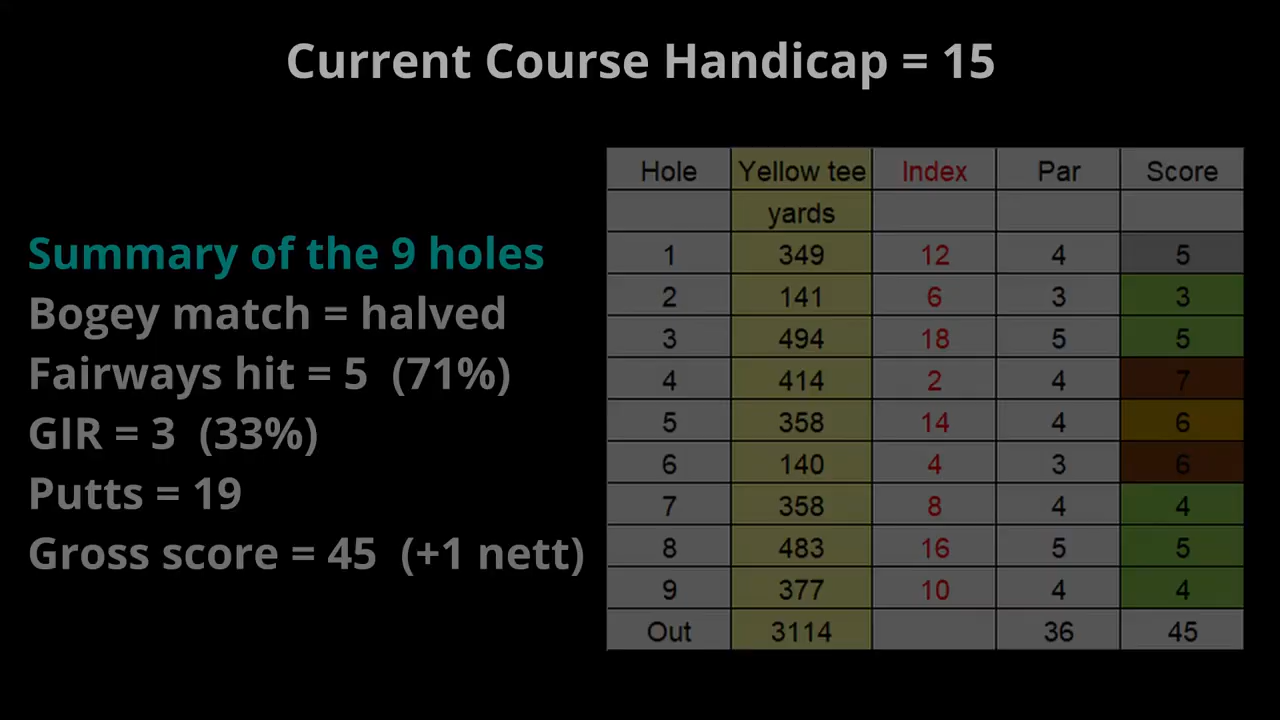 Current Course Handicap = 15
Summary of the 9 holes
Bogey match = halved
Fairways hit = 5 (71%)
GIR = 3 (33%)
Putts = 19
Gross score = 45 (+1 nett)
Hole Yellow tee Index Par Score
yards
1 349 12 4 5
2 141 6 3 3
3 494 18 5 5
4 414 2 4 7
5 358 14 4 6
6 140 4 3 6
7 358 8 4 4
8 483 16 5 5
9 377 10 4 4
Out 3114 36 45